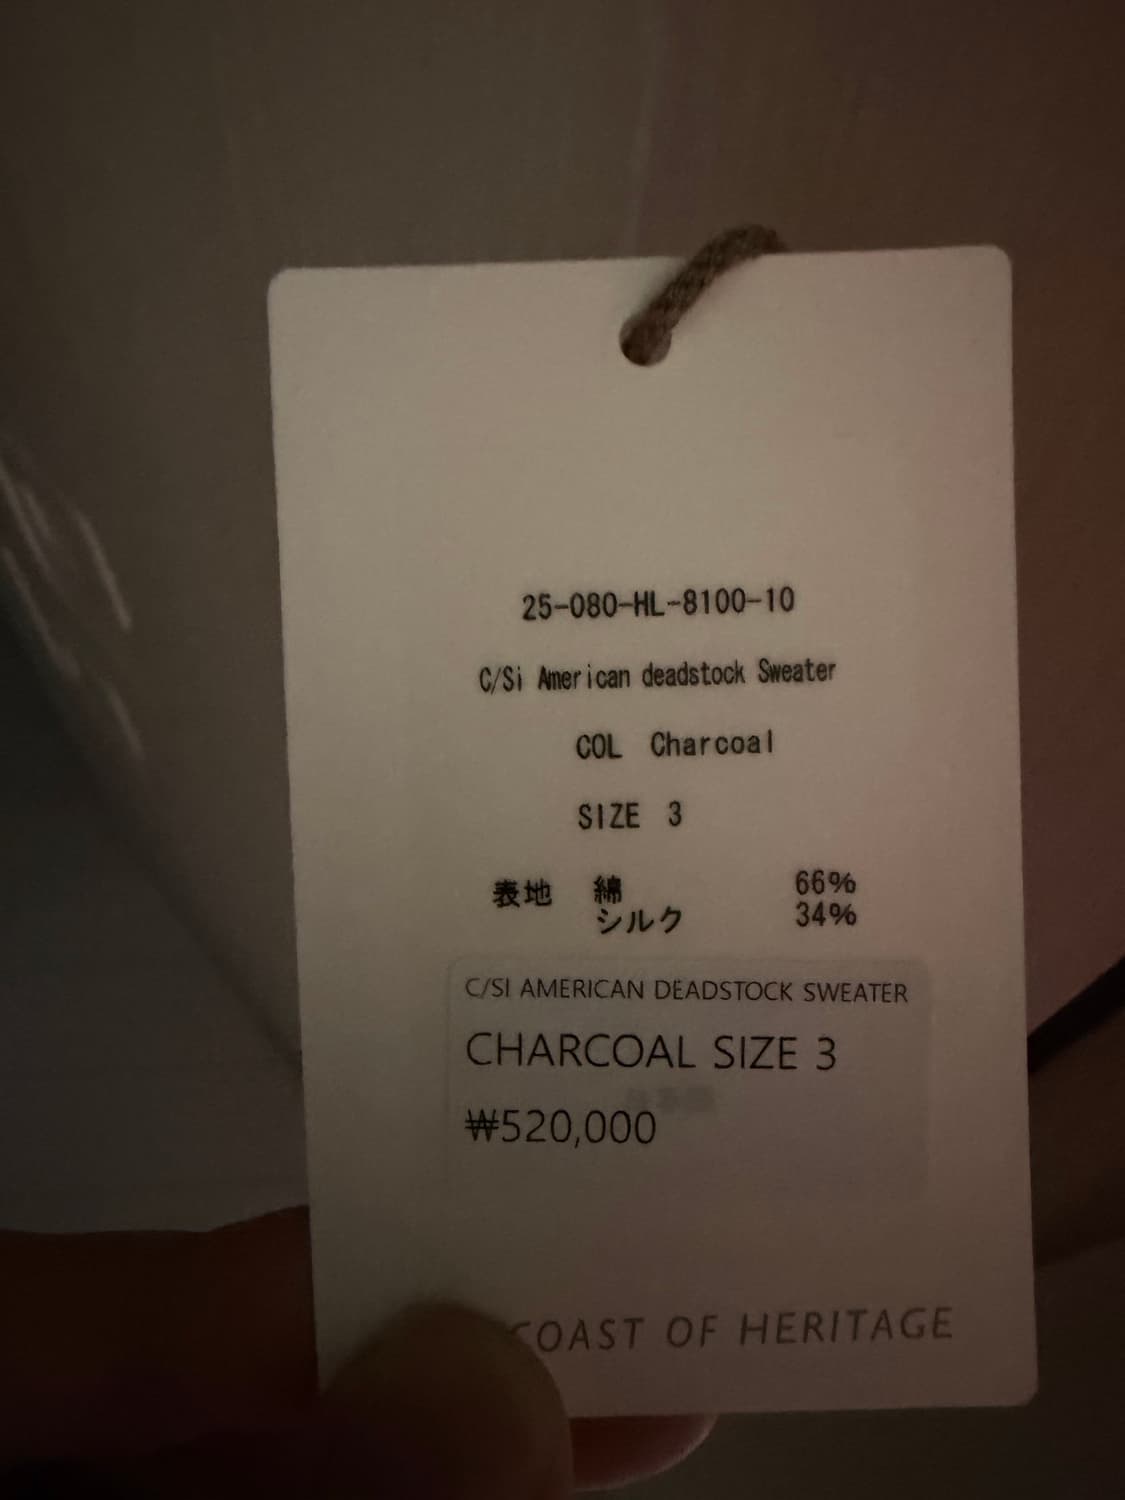 25-080-HL-8100-10
C/Si American deadstock Sweater
COL Charcoal
SIZE 3
表地 綿 66%
シルク 34%
C/SI AMERICAN DEADSTOCK SWEATER
CHARCOAL SIZE 3
₩520,000
COAST OF HERITAGE